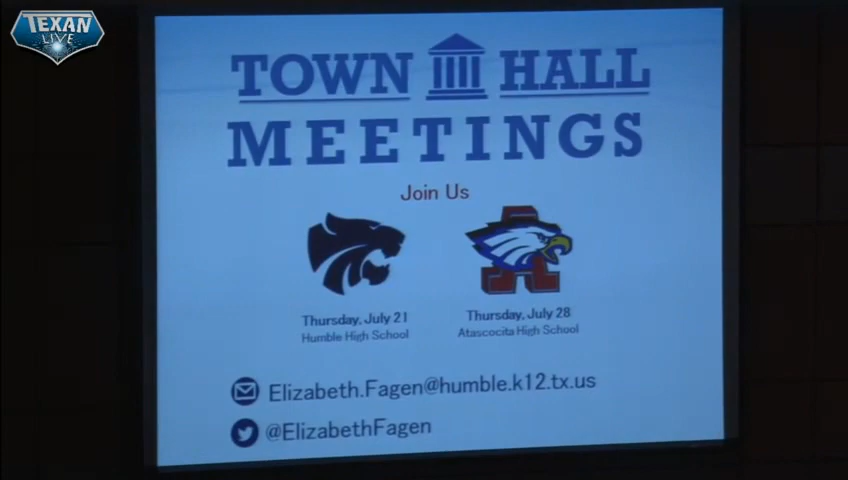 TEXAN
LIVE
TOWN HALL
MEETINGS
Join Us
Thursday, July 21
Humble High School
Thursday, July 28
Atascocita High School
Elizabeth.Fagen@humble.k12.tx.us
@ElizabethFagen